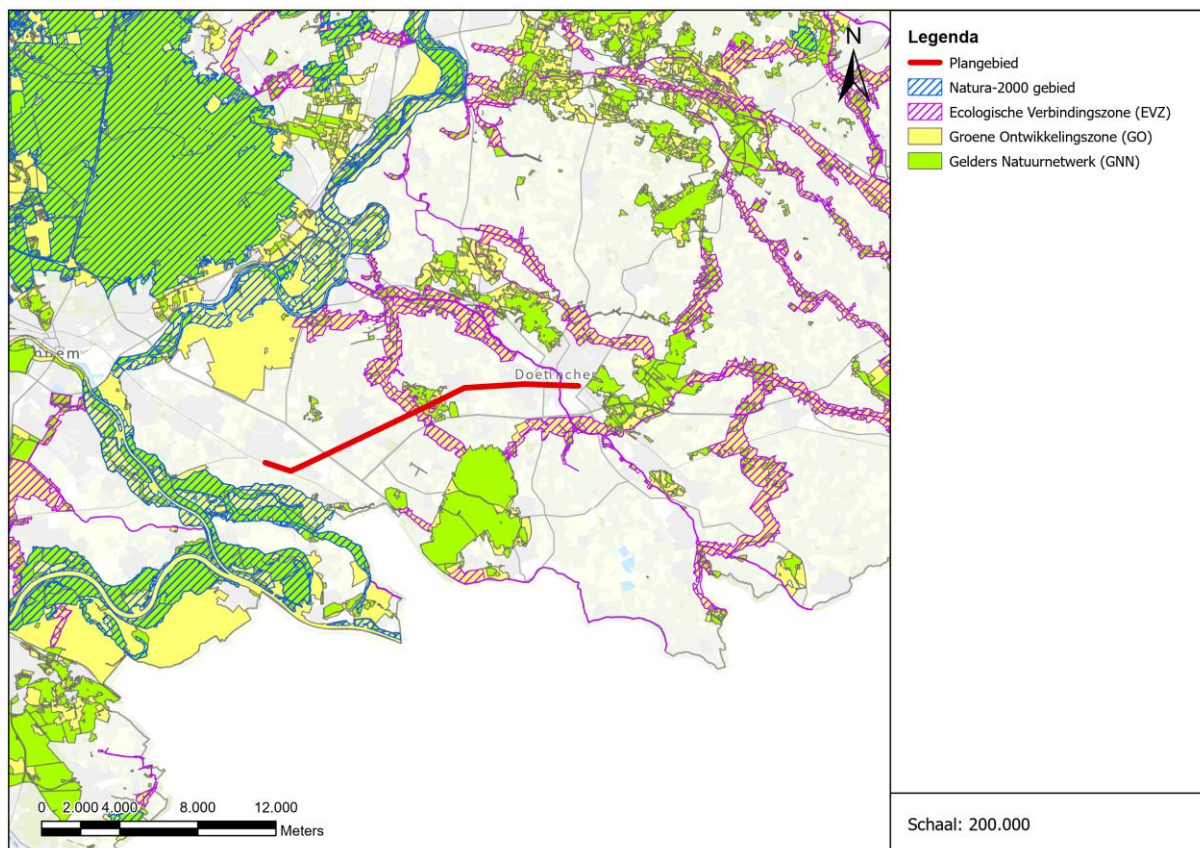 N
Doetinchem
0 2.000 4.000 8.000 12.000
Meters
Legenda
Plangebied
Natura-2000 gebied
Ecologische Verbindingszone (EVZ)
Groene Ontwikkelingszone (GO)
Gelders Natuurnetwerk (GNN)
Schaal: 200.000